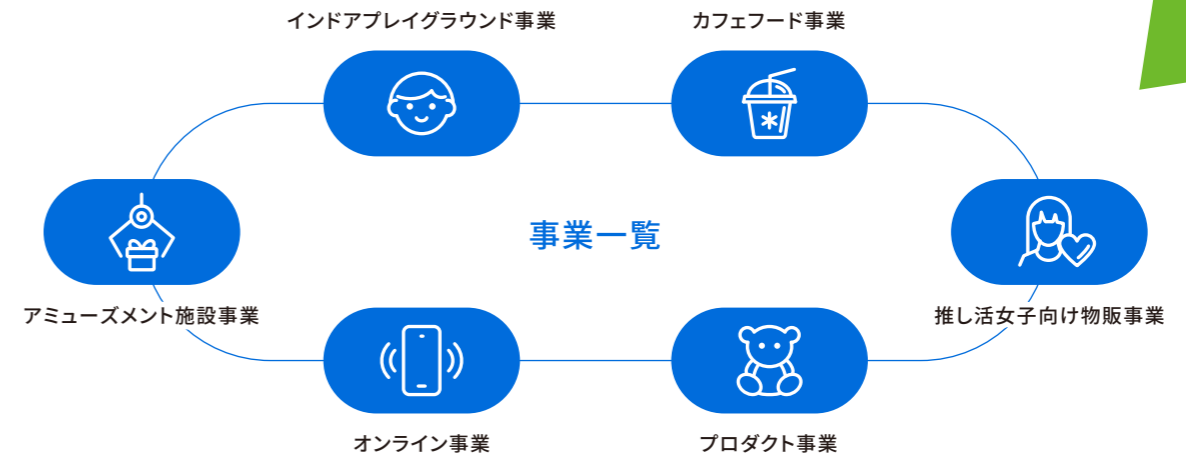 インドアプレイグラウンド事業
カフェフード事業
事業一覧
アミューズメント施設事業
推し活女子向け物販事業
オンライン事業
プロダクト事業